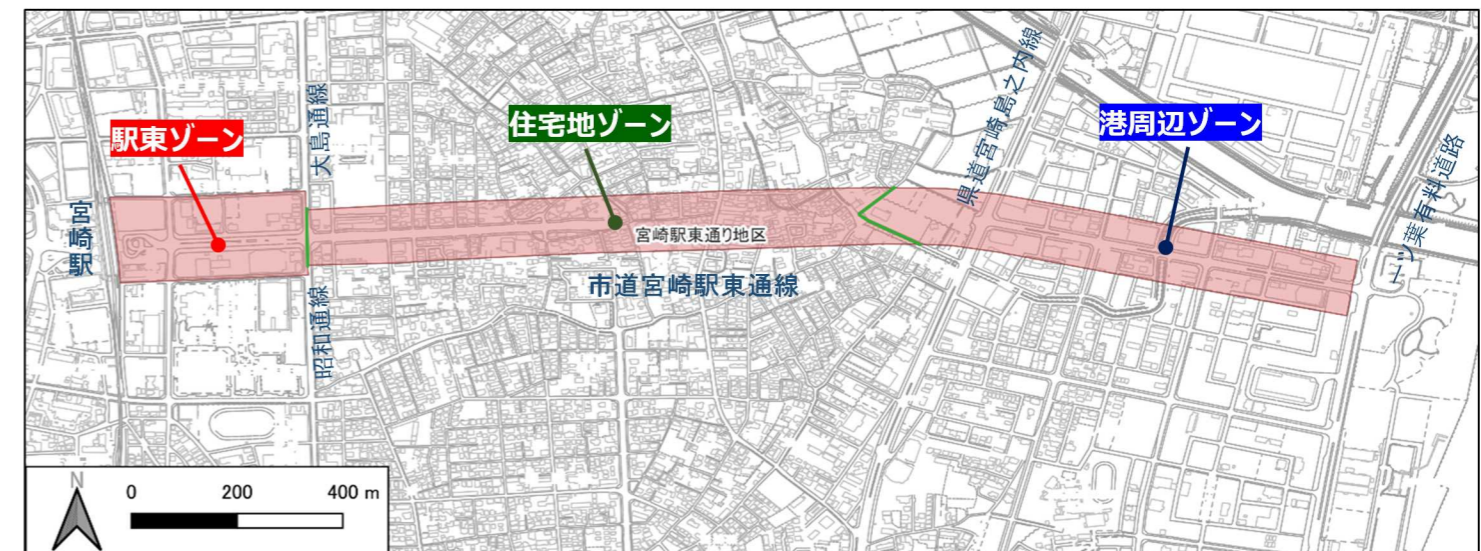 駅東ゾーン
大島通線
住宅地ゾーン
県道宮崎島之内線
港周辺ゾーン
一ツ葉有料道路
宮崎駅
宮崎駅東通り地区
市道宮崎駅東通線
昭和通線
N
0 200 400 m